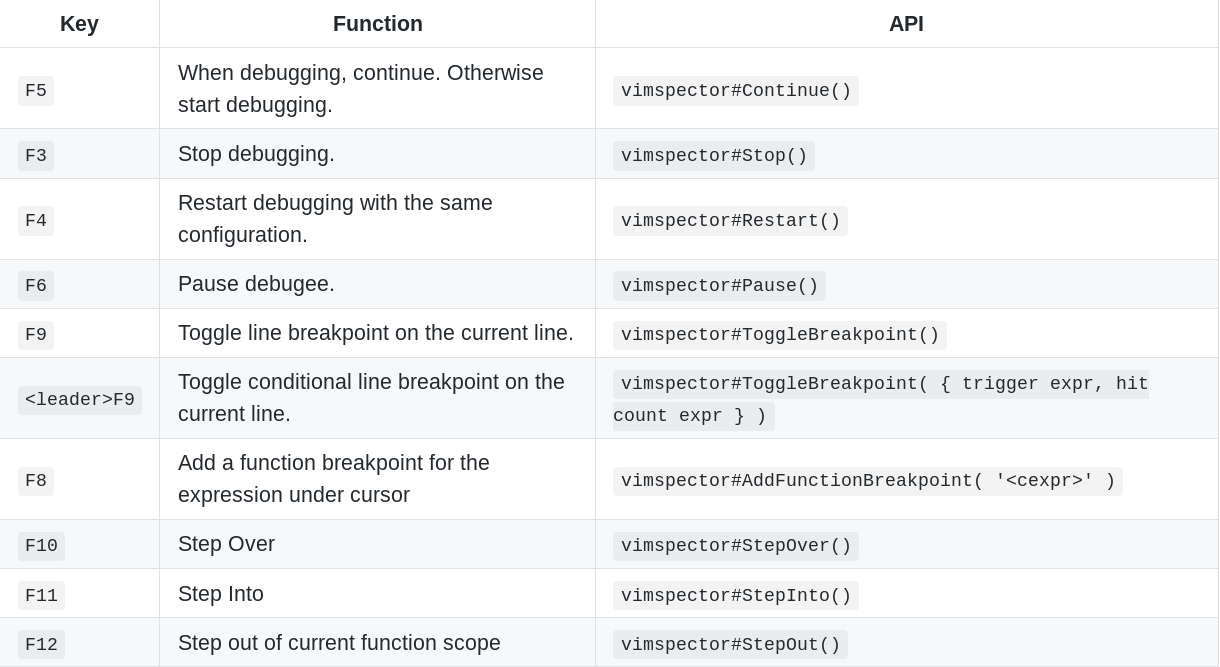 Key Function API
F5 When debugging, continue. Otherwise
start debugging. vimspector#Continue()
F3 Stop debugging. vimspector#Stop()
F4 Restart debugging with the same
configuration. vimspector#Restart()
F6 Pause debugee. vimspector#Pause()
F9 Toggle line breakpoint on the current line. vimspector#ToggleBreakpoint()
<leader>F9 Toggle conditional line breakpoint on the
current line. vimspector#ToggleBreakpoint( { trigger expr, hit
count expr } )
F8 Add a function breakpoint for the
expression under cursor vimspector#AddFunctionBreakpoint( '<cexpr>' )
F10 Step Over vimspector#StepOver()
F11 Step Into vimspector#StepInto()
F12 Step out of current function scope vimspector#StepOut()